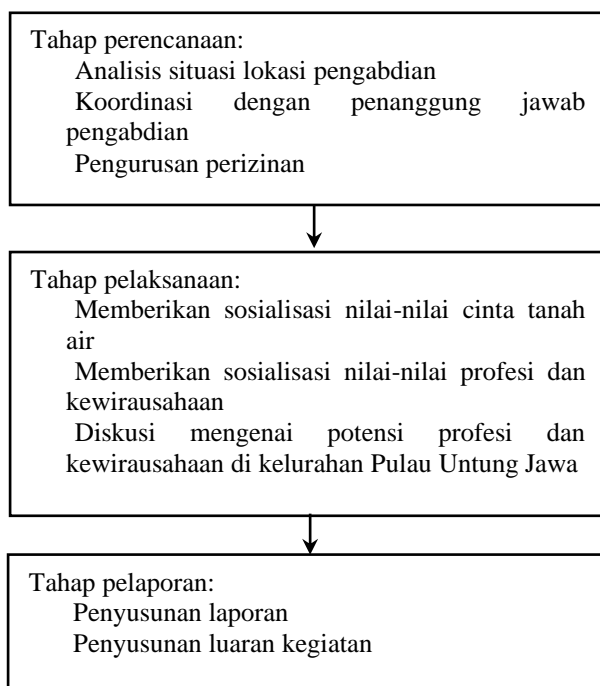 Tahap perencanaan:
Analisis situasi lokasi pengabdian
Koordinasi dengan penanggung jawab
pengabdian
Pengurusan perizinan
Tahap pelaksanaan:
Memberikan sosialisasi nilai-nilai cinta tanah
air
Memberikan sosialisasi nilai-nilai profesi dan
kewirausahaan
Diskusi mengenai potensi profesi dan
kewirausahaan di kelurahan Pulau Untung Jawa
Tahap pelaporan:
Penyusunan laporan
Penyusunan luaran kegiatan